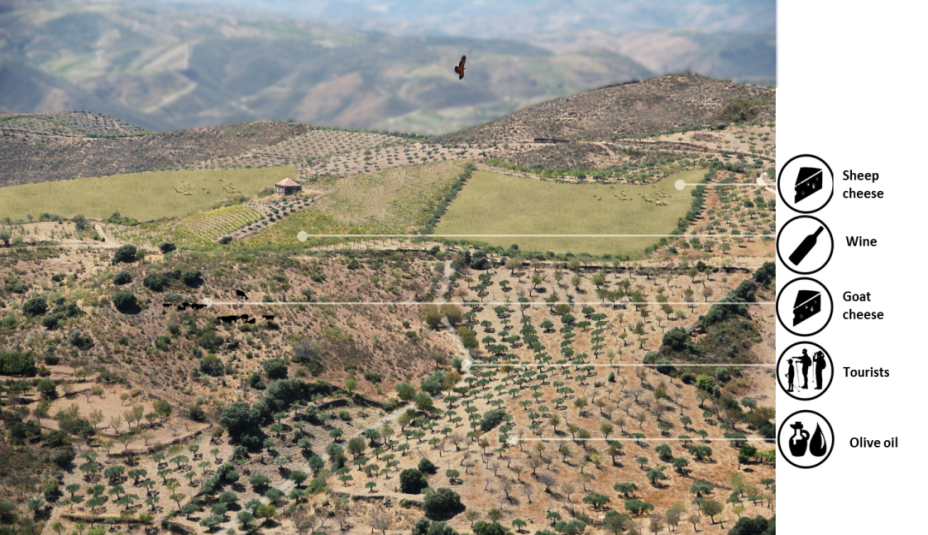 Sheep
cheese
Wine
Goat
cheese
Tourists
Olive oil